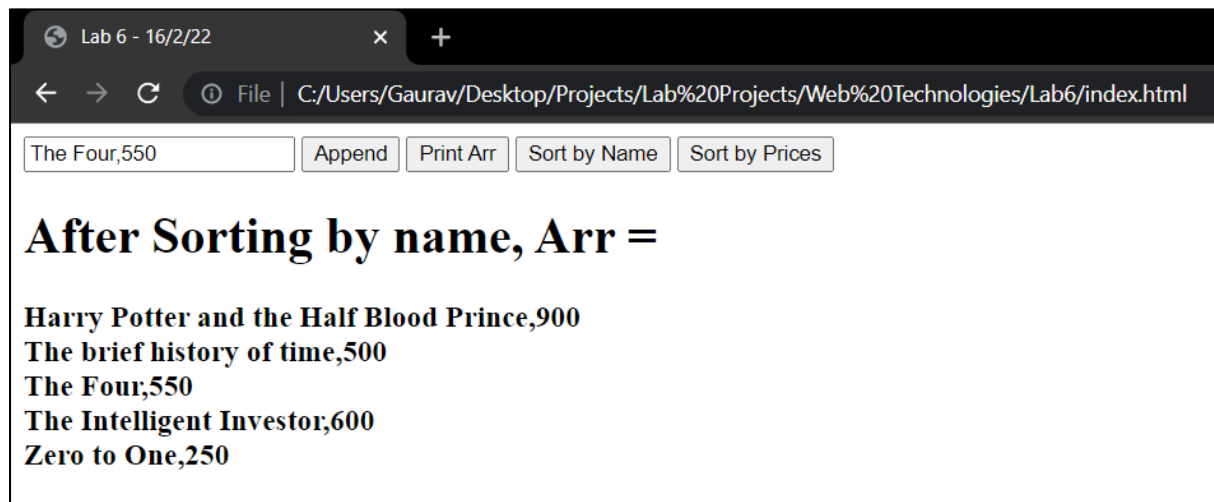 Lab 6 - 16/2/22
File | C:/Users/Gaurav/Desktop/Projects/Lab%20Projects/Web%20Technologies/Lab6/index.html
The Four,550 Append Print Arr Sort by Name Sort by Prices
After Sorting by name, Arr =
Harry Potter and the Half Blood Prince,900
The brief history of time,500
The Four,550
The Intelligent Investor,600
Zero to One,250